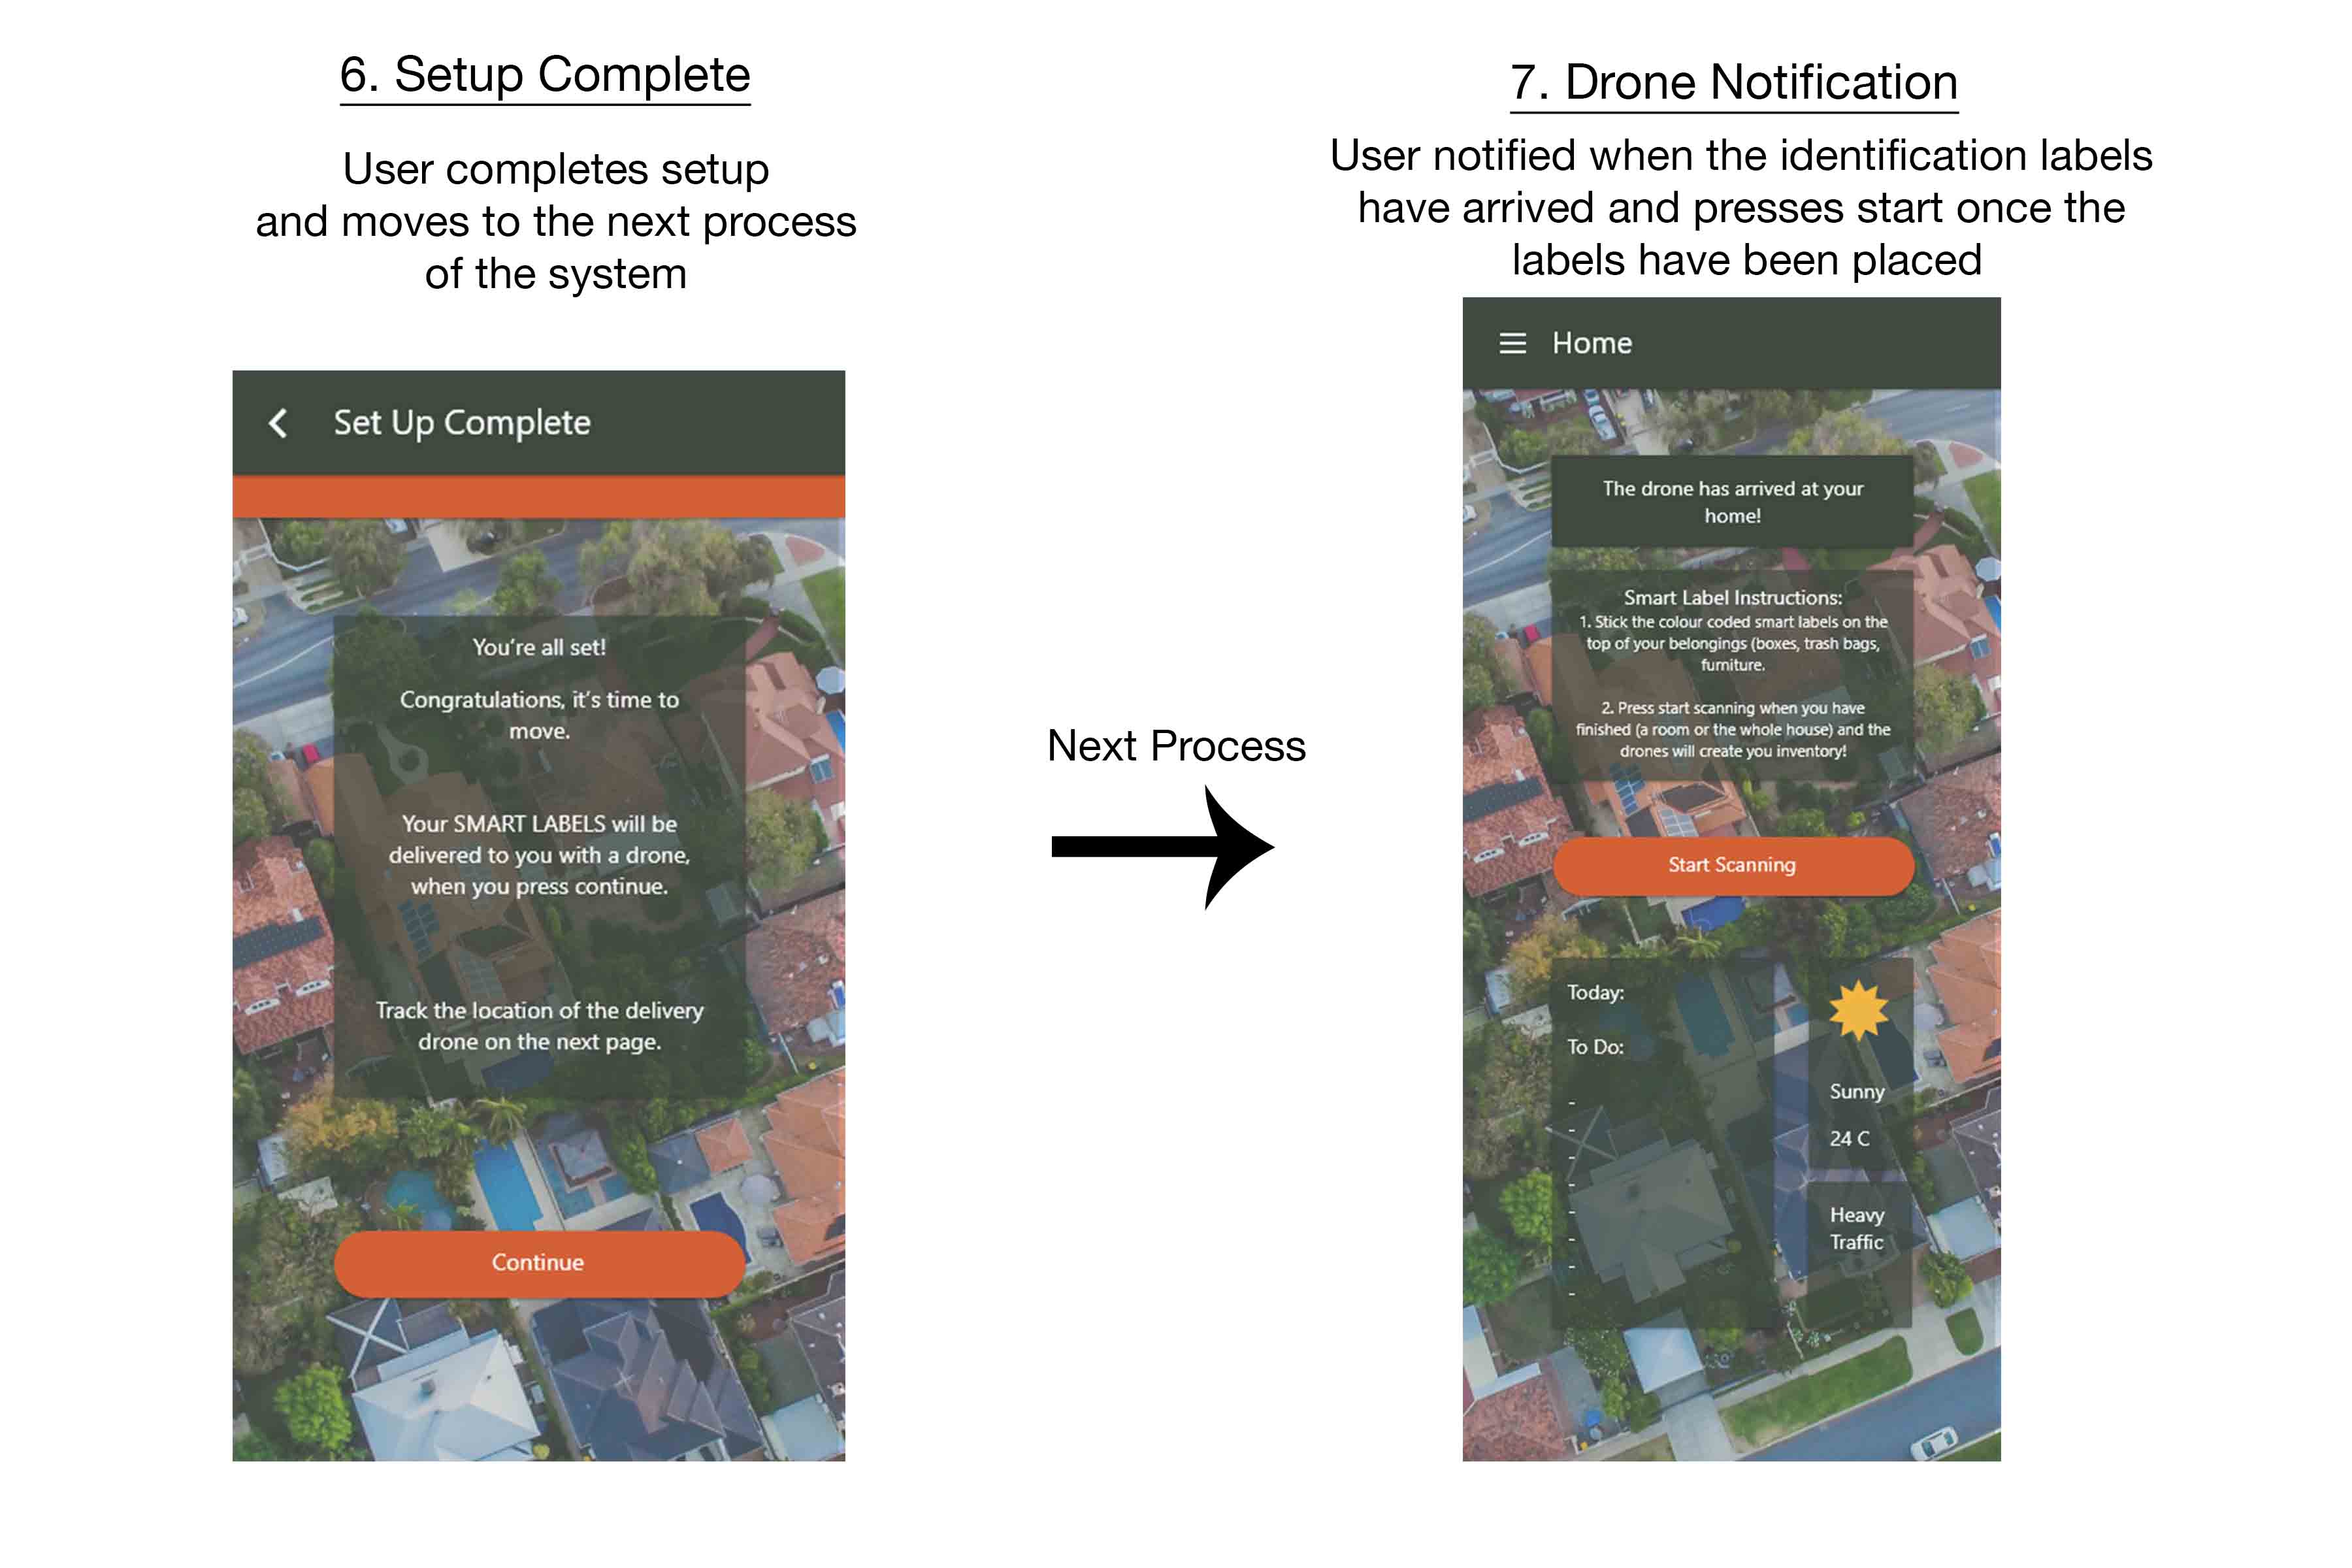 6. Setup Complete
User completes setup
and moves to the next process
of the system
Set Up Complete
You're all set!
Congratulations, it's time to
move.
Your SMART LABELS will be
delivered to you with a drone,
when you press continue.
Track the location of the delivery
drone on the next page.
Continue
Next Process
7. Drone Notification
User notified when the identification labels
have arrived and presses start once the
labels have been placed
Home
The drone has arrived at your
home!
Smart Label Instructions:
1. Stick the colour coded smart labels on the
top of your belongings (boxes, trash bags,
furniture.
2. Press start scanning when you have
finished (a room or the whole house) and the
drones will create you inventory!
Start Scanning
Today:
To Do:
-
-
-
-
-
-
-
-
Sunny
24 C
Heavy
Traffic